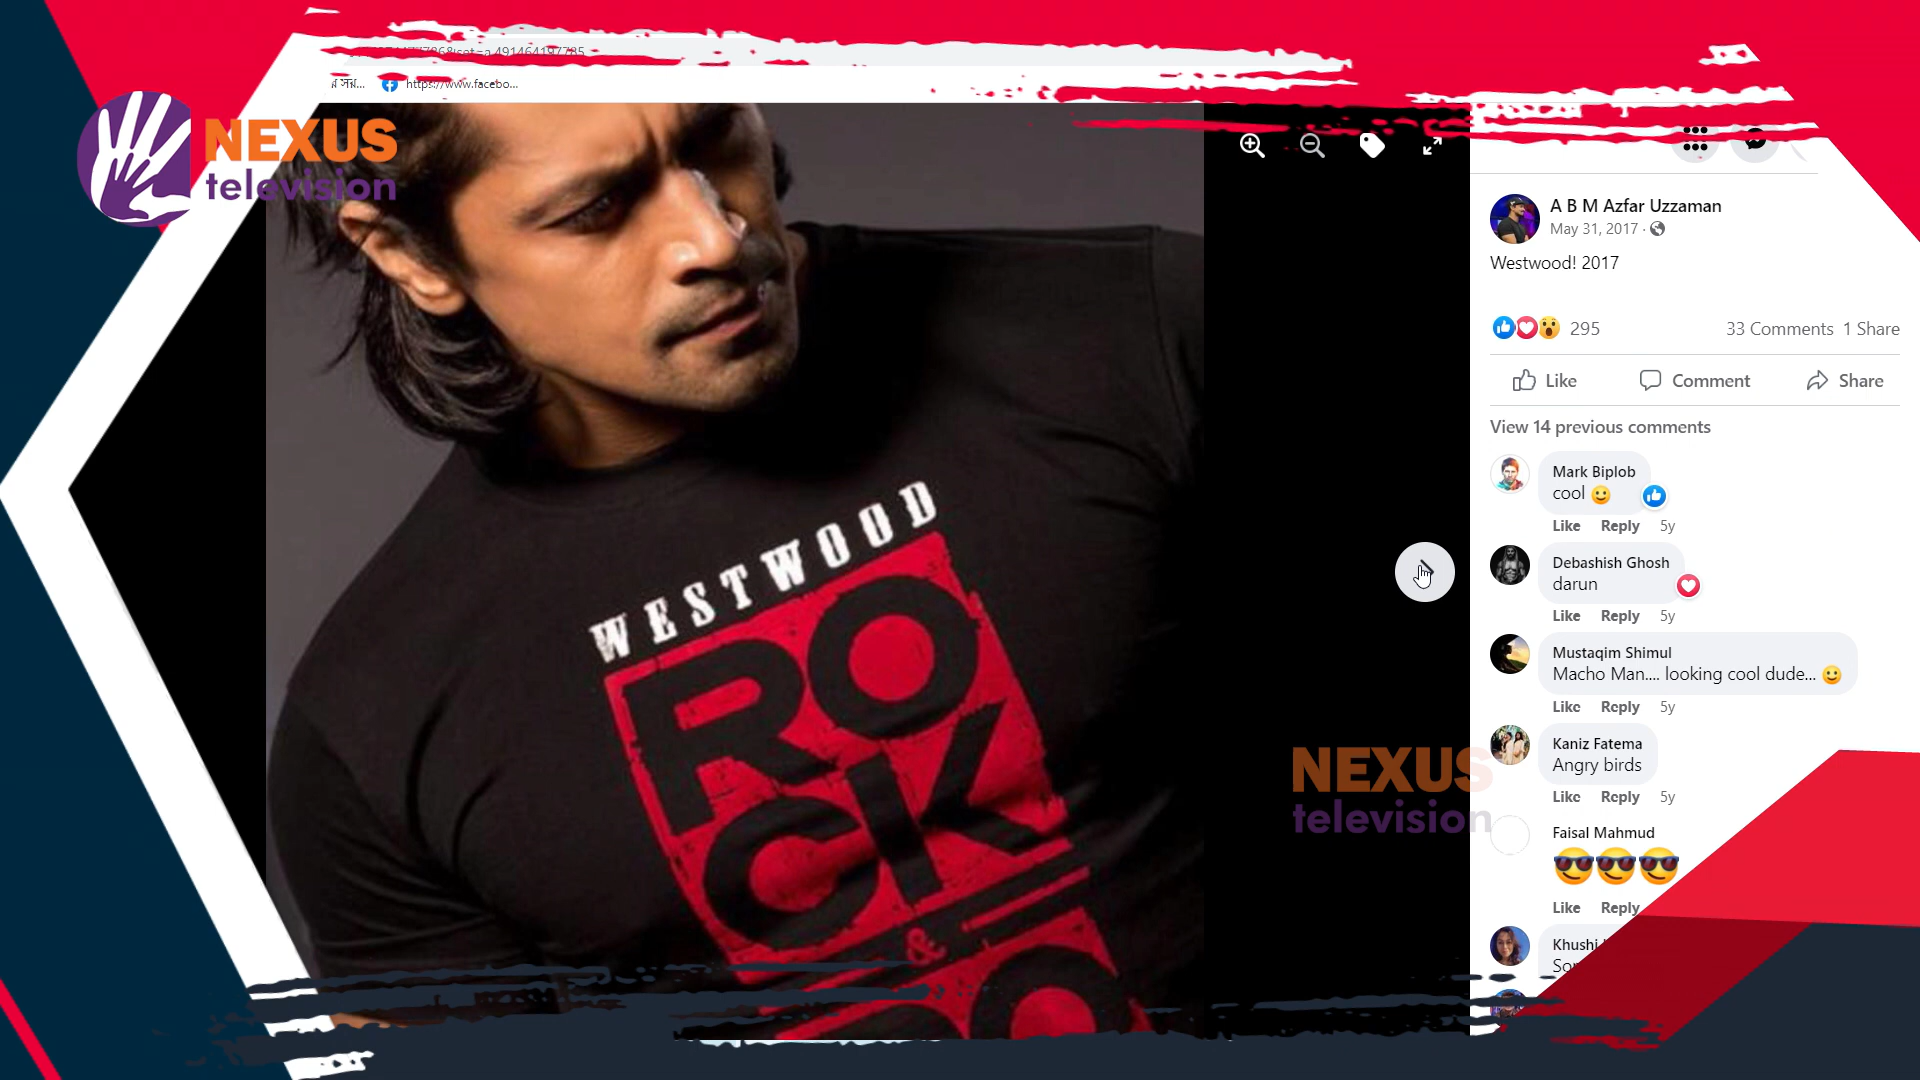 491464197785
https://www.facebo...
NEXUS
television
A B M Azfar Uzzaman
May 31, 2017
Westwood! 2017
295
33 Comments 1 Share
Like Comment Share
View 14 previous comments
Mark Biplob
cool
Like Reply 5y
Debashish Ghosh
darun
Like Reply 5y
Mustaqim Shimul
Macho Man.... looking cool dude...
Like Reply 5y
Kaniz Fatema
Angry birds
Like Reply 5y
Faisal Mahmud
Like Reply
Khushi
WESTWOOD
ROCK
&
RO
NEXUS
television